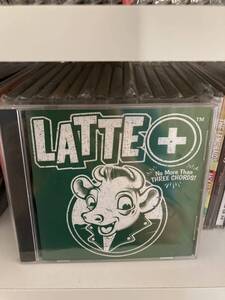 LATTE+™
No More Than
THREE CHORDS!